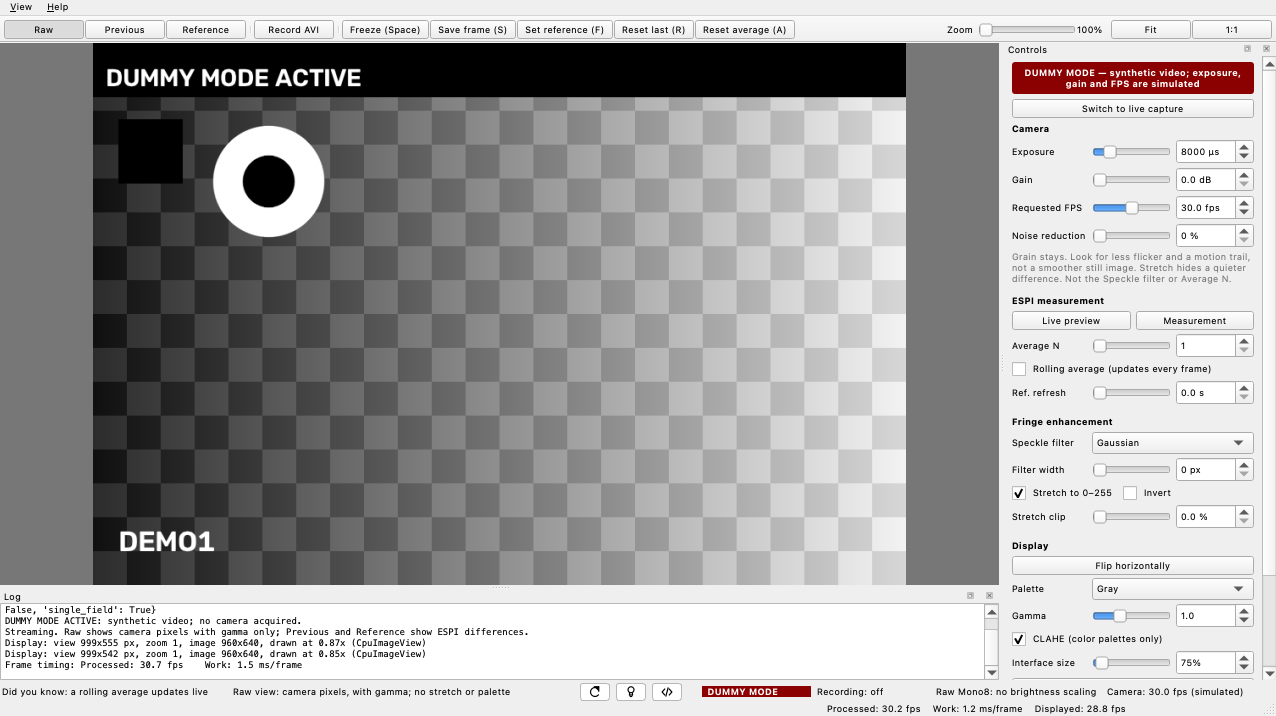 View Help
Raw Previous Reference Record AVI Freeze (Space) Save frame (S) Set reference (F) Reset last (R) Reset average (A) Zoom 100% Fit 1:1
DUMMY MODE ACTIVE
DEMO1
Controls
DUMMY MODE — synthetic video; exposure,
gain and FPS are simulated
Switch to live capture
Camera
Exposure 8000 µs
Gain 0.0 dB
Requested FPS 30.0 fps
Noise reduction 0 %
Grain stays. Look for less flicker and a motion trail,
not a smoother still image. Stretch hides a quieter
difference. Not the Speckle filter or Average N.
ESPI measurement
Live preview Measurement
Average N 1
Rolling average (updates every frame)
Ref. refresh 0.0 s
Fringe enhancement
Speckle filter Gaussian
Filter width 0 px
Stretch to 0–255 Invert
Stretch clip 0.0 %
Display
Flip horizontally
Palette Gray
Gamma 1.0
CLAHE (color palettes only)
Interface size 75%
Log
False, 'single_field': True}
DUMMY MODE ACTIVE: synthetic video; no camera acquired.
Streaming. Raw shows camera pixels with gamma only; Previous and Reference show ESPI differences.
Display: view 999x555 px, zoom 1, image 960x640, drawn at 0.87x (CpuImageView)
Display: view 999x542 px, zoom 1, image 960x640, drawn at 0.85x (CpuImageView)
Frame timing: Processed: 30.7 fps Work: 1.5 ms/frame
Did you know: a rolling average updates live Raw view: camera pixels, with gamma; no stretch or palette DUMMY MODE Recording: off Raw Mono8: no brightness scaling Camera: 30.0 fps (simulated)
Processed: 30.2 fps Work: 1.2 ms/frame Displayed: 28.8 fps